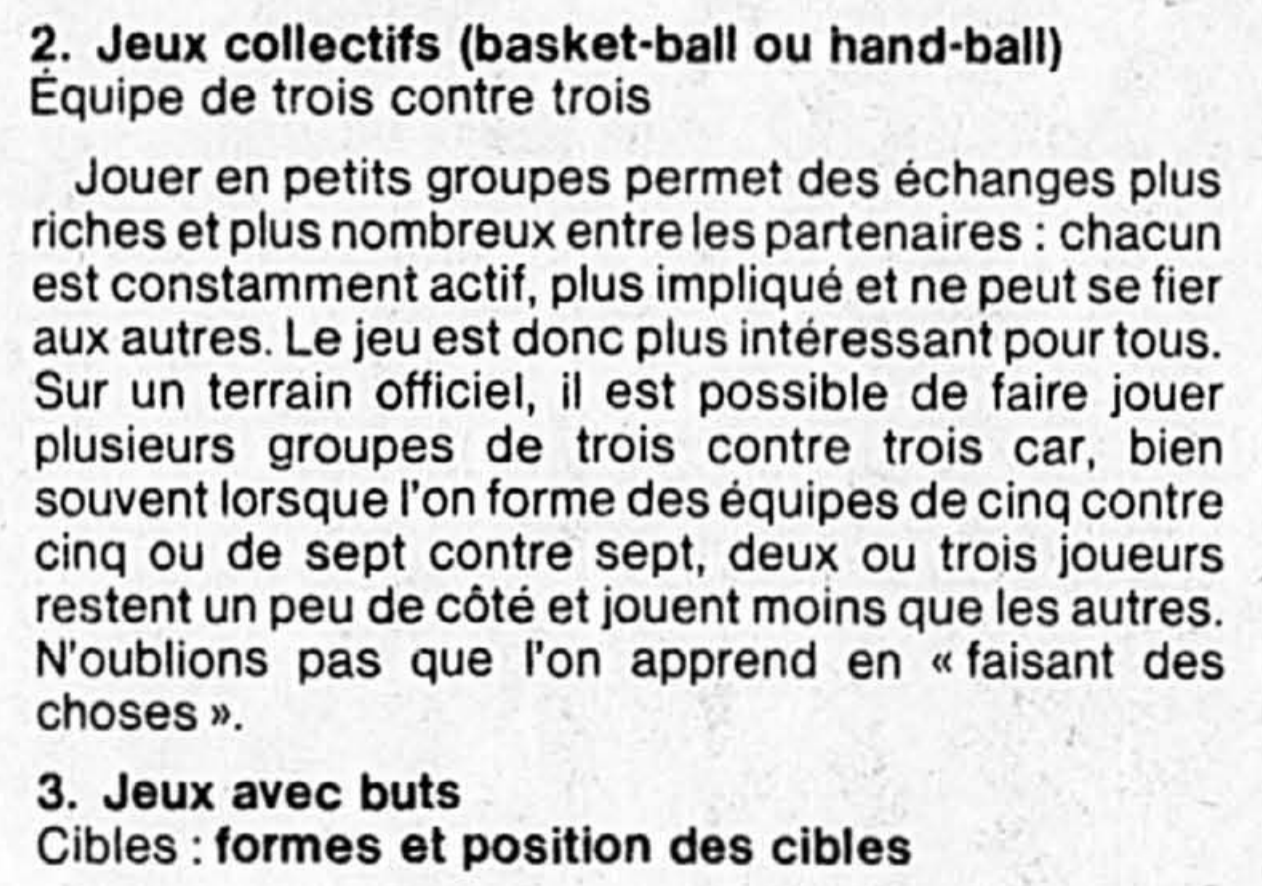 2. Jeux collectifs (basket-ball ou hand-ball)
Équipe de trois contre trois
Jouer en petits groupes permet des échanges plus
riches et plus nombreux entre les partenaires : chacun
est constamment actif, plus impliqué et ne peut se fier
aux autres. Le jeu est donc plus intéressant pour tous.
Sur un terrain officiel, il est possible de faire jouer
plusieurs groupes de trois contre trois car, bien
souvent lorsque l'on forme des équipes de cinq contre
cinq ou de sept contre sept, deux ou trois joueurs
restent un peu de côté et jouent moins que les autres.
N'oublions pas que l'on apprend en « faisant des
choses ».
3. Jeux avec buts
Cibles : formes et position des cibles